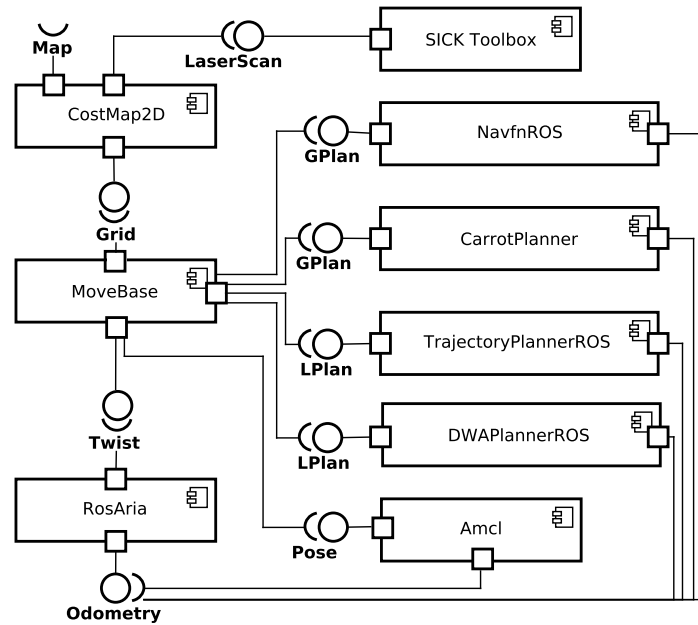 Map
LaserScan
SICK Toolbox
CostMap2D
GPlan
NavfnROS
Grid
GPlan
CarrotPlanner
MoveBase
LPlan
TrajectoryPlannerROS
Twist
LPlan
DWAPlannerROS
RosAria
Pose
Amcl
Odometry